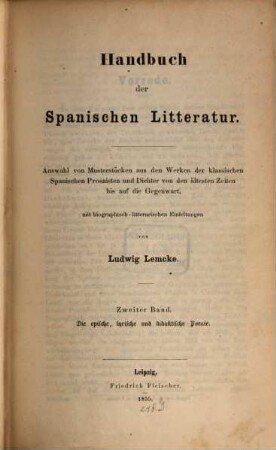 Handbuch
der
Spanischen Litteratur.
Auswahl von Musterstücken aus den Werken der klassischen
Spanischen Prosaisten und Dichter von den ältesten Zeiten
bis auf die Gegenwart,
mit biographisch-litterarischen Einleitungen
von
Ludwig Lemcke.
Zweiter Band.
Die epische, lyrische und didaktische Poesie.
Leipzig,
Friedrich Fleischer.
1855.